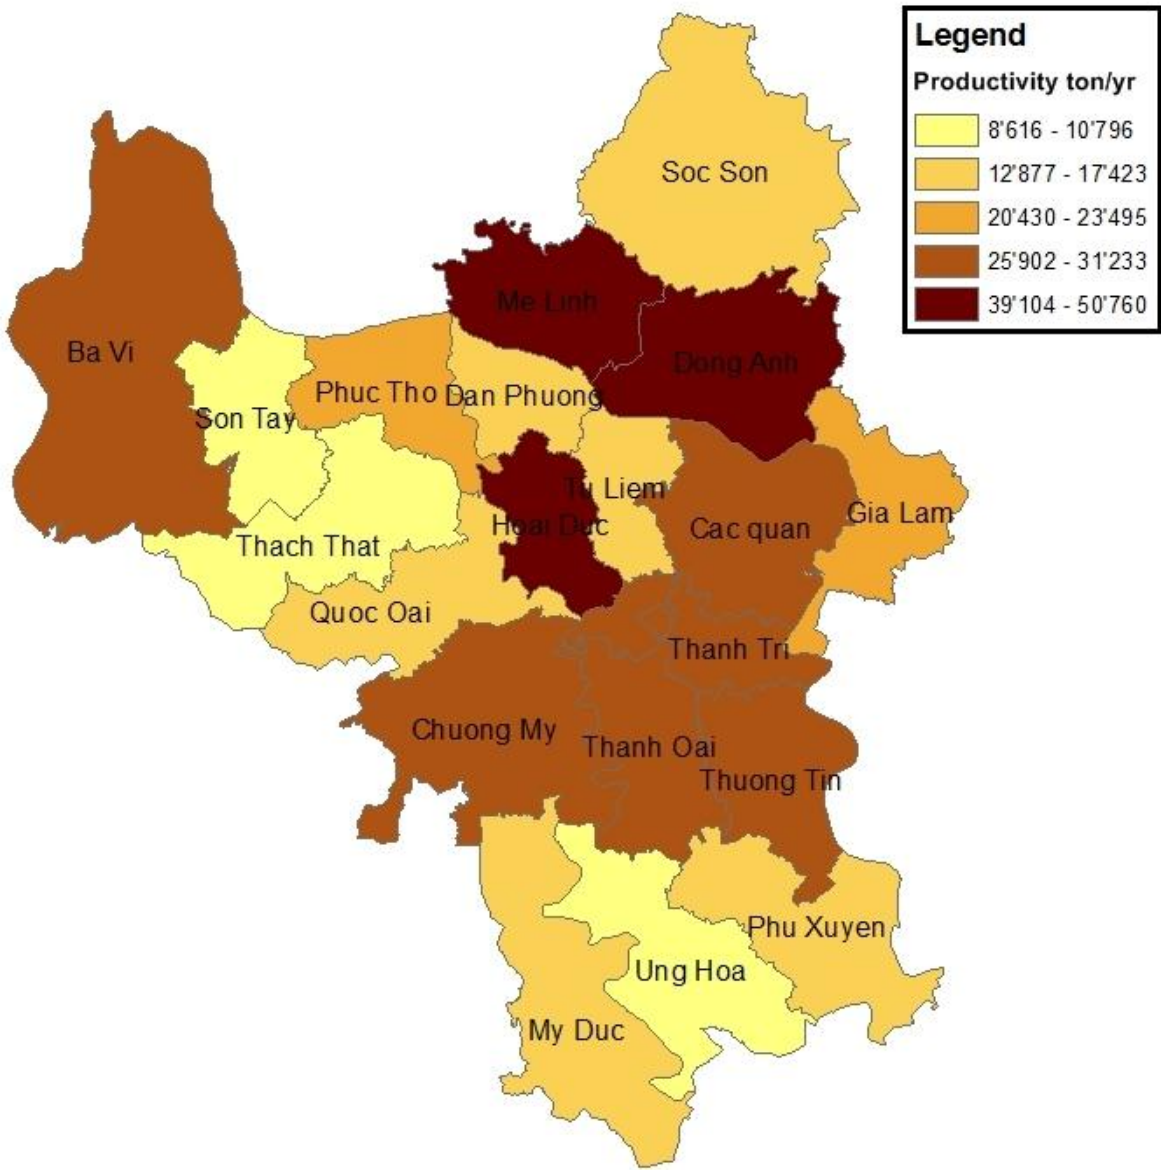 Legend
Productivity ton/yr
8'616 - 10'796
12'877 - 17'423
20'430 - 23'495
25'902 - 31'233
39'104 - 50'760
Soc Son
Me Linh
Ba Vi
Dong Anh
Phuc Tho
Dan Phuong
Son Tay
Tu Liem
Gia Lam
Hoai Duc
Cac quan
Thach That
Quoc Oai
Thanh Tri
Chuong My
Thanh Oai
Thuong Tin
Phu Xuyen
Ung Hoa
My Duc